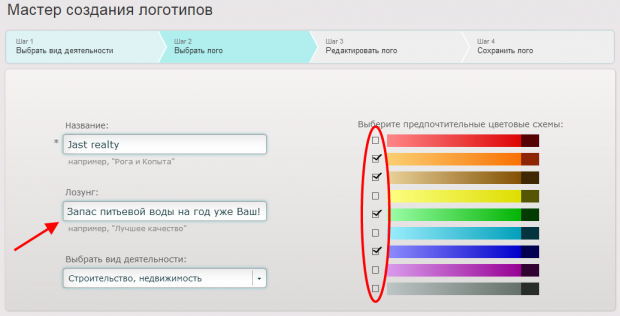 Мастер создания логотипов
Шаг 1
Выбрать вид деятельности
Шаг 2
Выбрать лого
Шаг 3
Редактировать лого
Шаг 4
Сохранить лого
Название:
* Jast realty
например, "Рога и Копыта"
Лозунг:
Запас питьевой воды на год уже Ваш!
например, "Лучшее качество"
Выбрать вид деятельности:
Строительство, недвижимость
Выберите предпочтительные цветовые схемы: